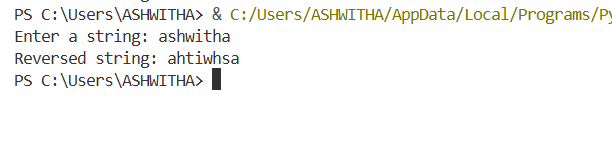 PS C:\Users\ASHWITHA> & C:/Users/ASHWITHA/AppData/Local/Programs/Py
Enter a string: ashwitha
Reversed string: ahtiwhsa
PS C:\Users\ASHWITHA>